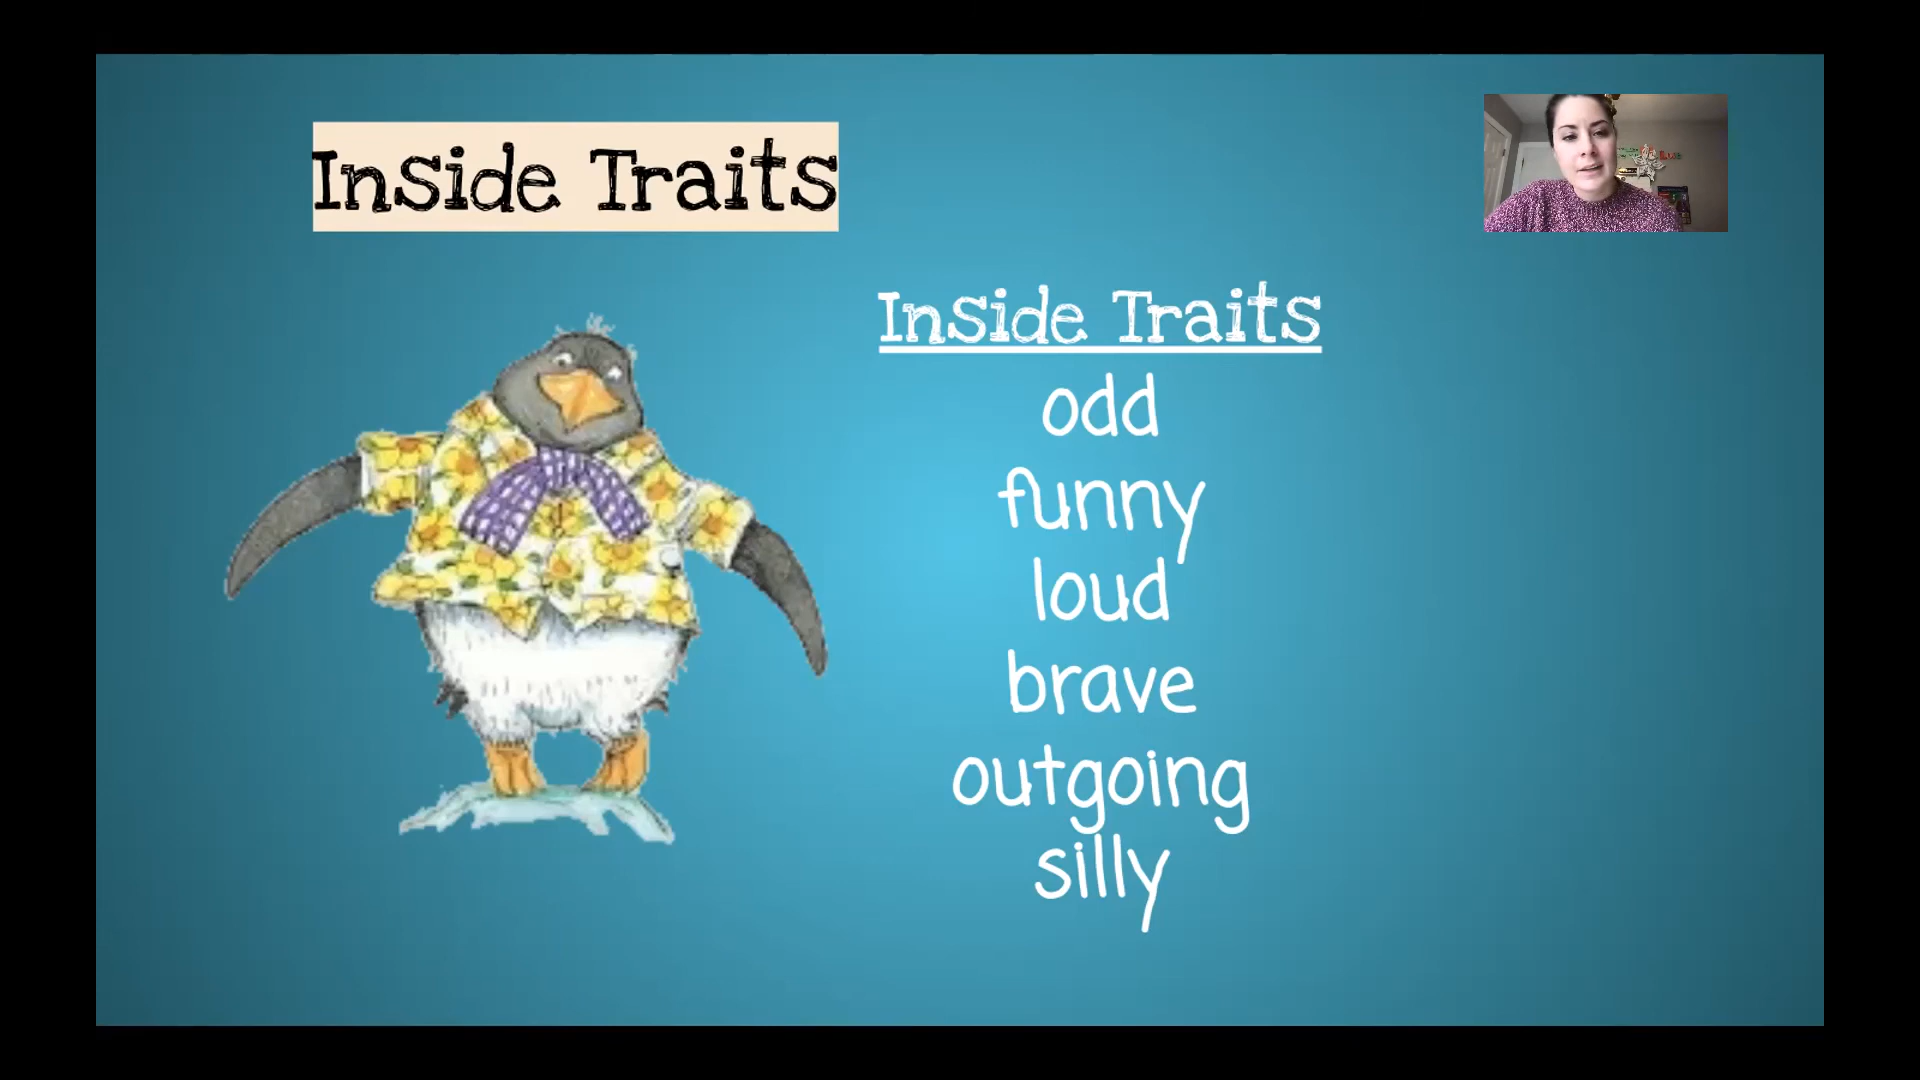 Inside Traits
Inside Traits
odd
funny
loud
brave
outgoing
silly